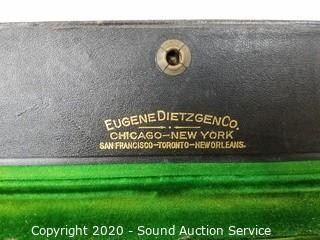 EUGENE DIETZGEN CO.
CHICAGO-NEW YORK
SAN FRANCISCO-TORONTO-NEW ORLEANS.
Copyright 2020 - Sound Auction Service